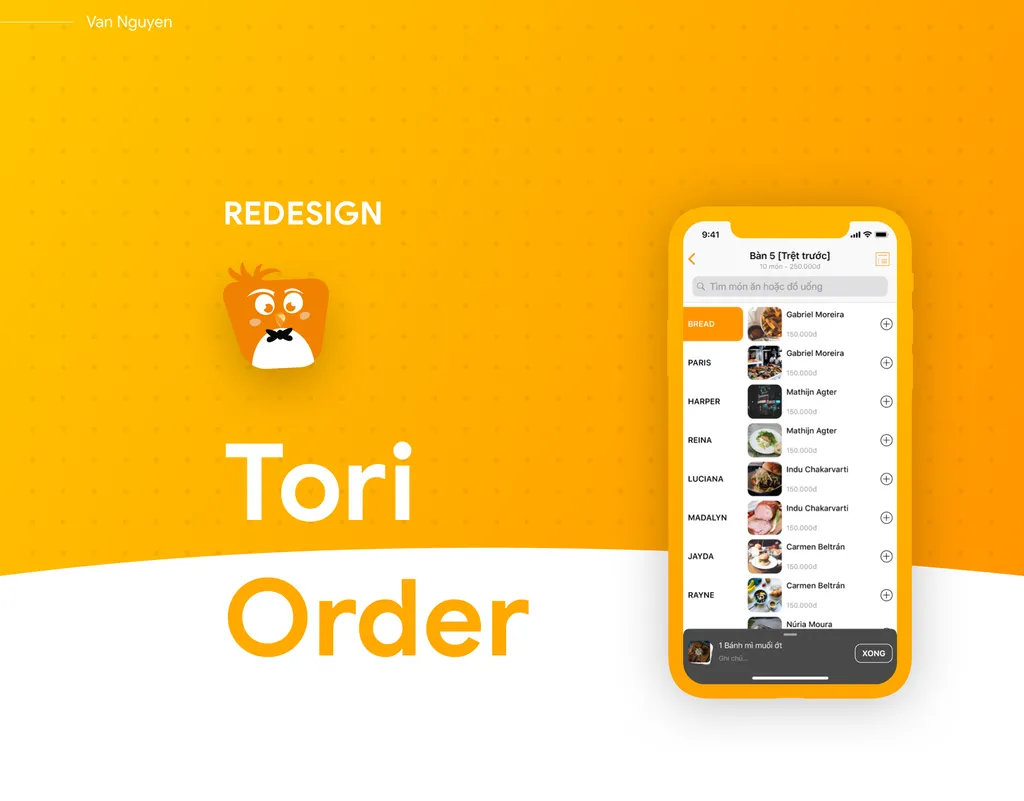 Van Nguyen
REDESIGN
Tori
Order
9:41
Bàn 5 [Trệt trước]
10 món - 250.000đ
Tìm món ăn hoặc đồ uống
BREAD
Gabriel Moreira
150.000đ
PARIS
Gabriel Moreira
150.000đ
HARPER
Mathijn Agter
150.000đ
REINA
Mathijn Agter
150.000đ
LUCIANA
Indu Chakarvarti
150.000đ
MADALYN
Indu Chakarvarti
150.000đ
JAYDA
Carmen Beltrán
150.000đ
RAYNE
Carmen Beltrán
150.000đ
Núria Moura
1 Bánh mì muối ớt
Ghi chú...
XONG